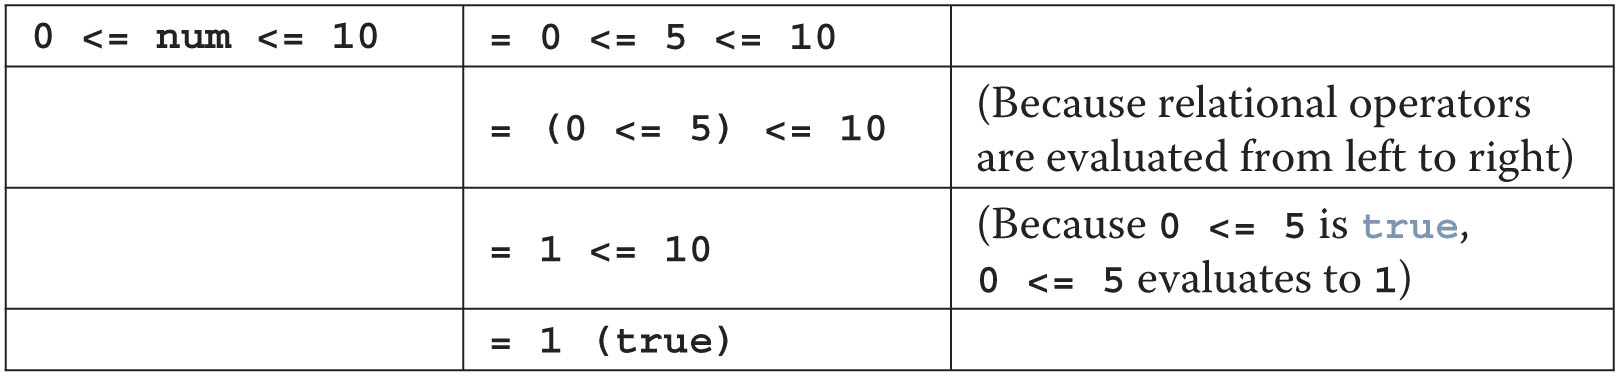 0 <= num <= 10 = 0 <= 5 <= 10
= (0 <= 5) <= 10
(Because relational operators
are evaluated from left to right)
= 1 <= 10
(Because 0 <= 5 is true,
0 <= 5 evaluates to 1)
= 1 (true)